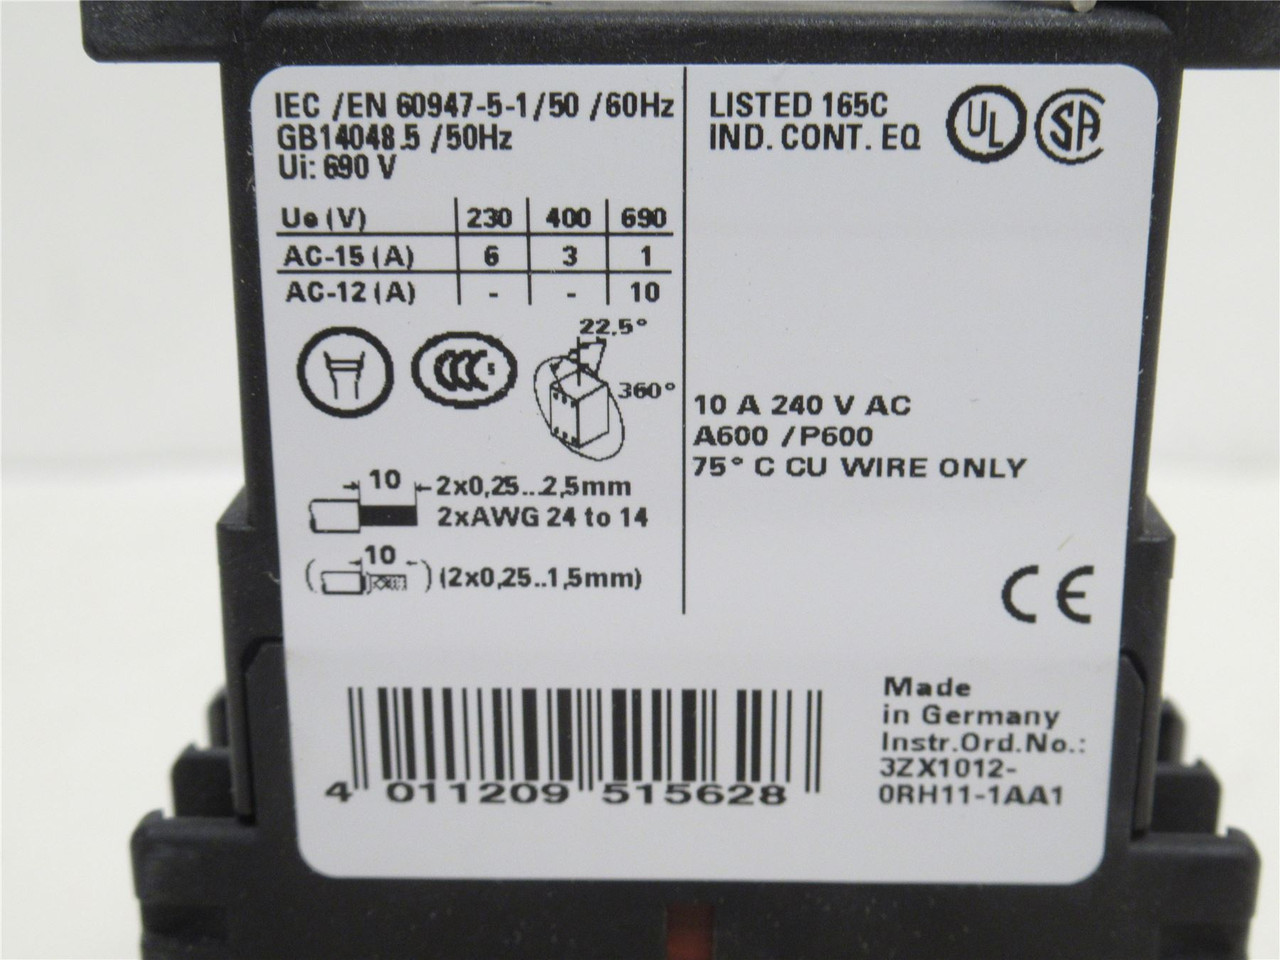 IEC /EN 60947-5-1/50 /60Hz
GB14048.5 /50Hz
Ui: 690 V
Ue (V) 230 400 690
AC-15 (A) 6 3 1
AC-12 (A) - - 10
CCC S
22.5°
360°
10 2x0,25...2,5mm
2xAWG 24 to 14
( 10 ) (2x0,25..1,5mm)
LISTED 165C
IND. CONT. EQ
UL SA
10 A 240 V AC
A600 /P600
75° C CU WIRE ONLY
CE
4 011209 515628
Made
in Germany
Instr.Ord.No.:
3ZX1012-
0RH11-1AA1